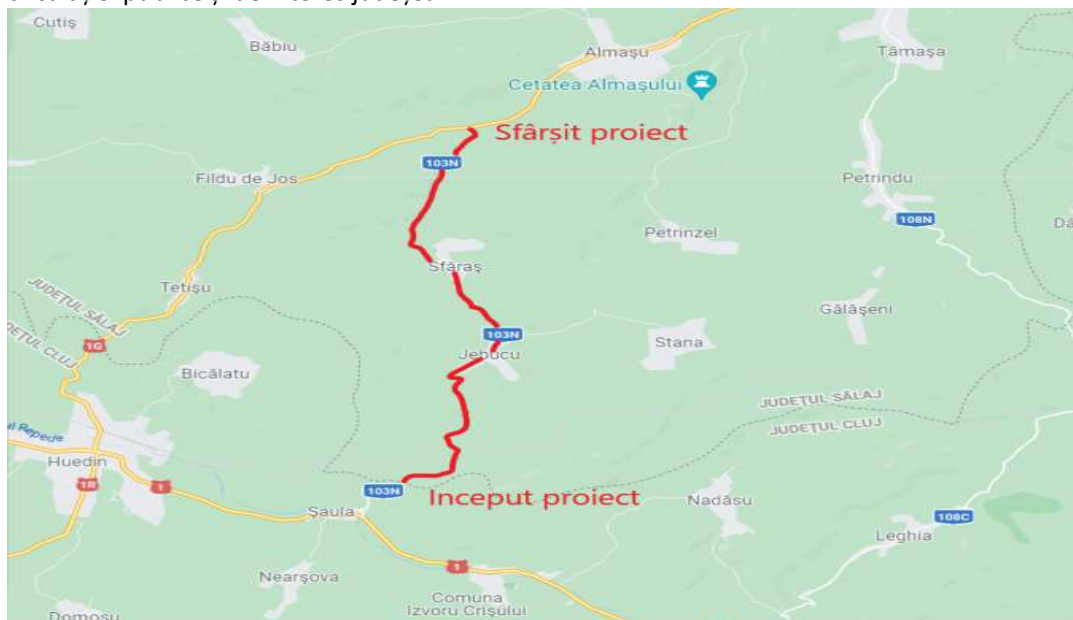 Cutiș
Băbiu
Almașu
Tămașa
Cetatea Almașului
Sfârșit proiect
103N
Fildu de Jos
Petrindu
108N
Petrinzel
Sfăraș
Tetișu
JUDEȚUL SĂLAJ
JUDEȚUL CLUJ
1G
Gălășeni
103N
Stana
Jebucu
Bicălatu
JUDEȚUL SĂLAJ
JUDEȚUL CLUJ
Repede
Huedin
1R
1
103N
Inceput proiect
Nadășu
Șaula
108C
Leghia
1
Nearșova
Comuna
Izvoru Crișului
Domoșu